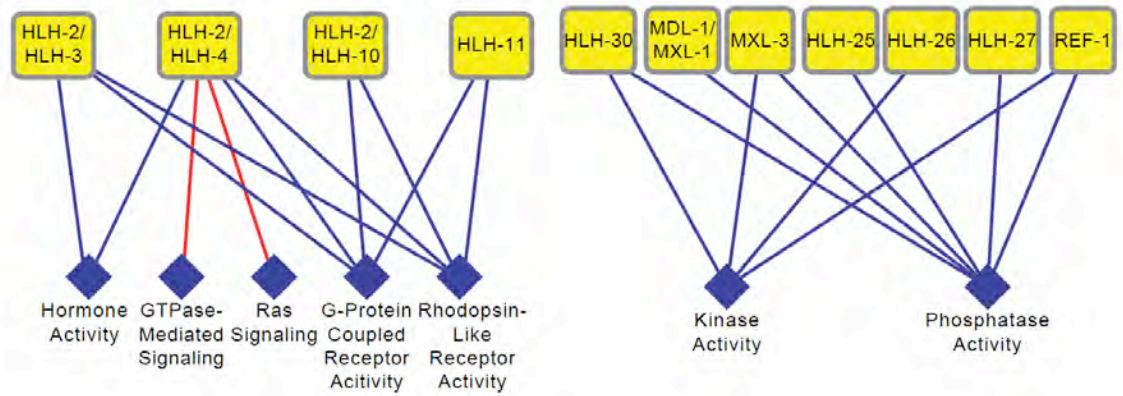 HLH-2/
HLH-3
HLH-2/
HLH-4
HLH-2/
HLH-10
HLH-11
HLH-30
MDL-1/
MXL-1
MXL-3
HLH-25
HLH-26
HLH-27
REF-1
Hormone
Activity
GTPase-
Mediated
Signaling
Ras
Signaling
G-Protein
Coupled
Receptor
Acitivity
Rhodopsin-
Like
Receptor
Activity
Kinase
Activity
Phosphatase
Activity